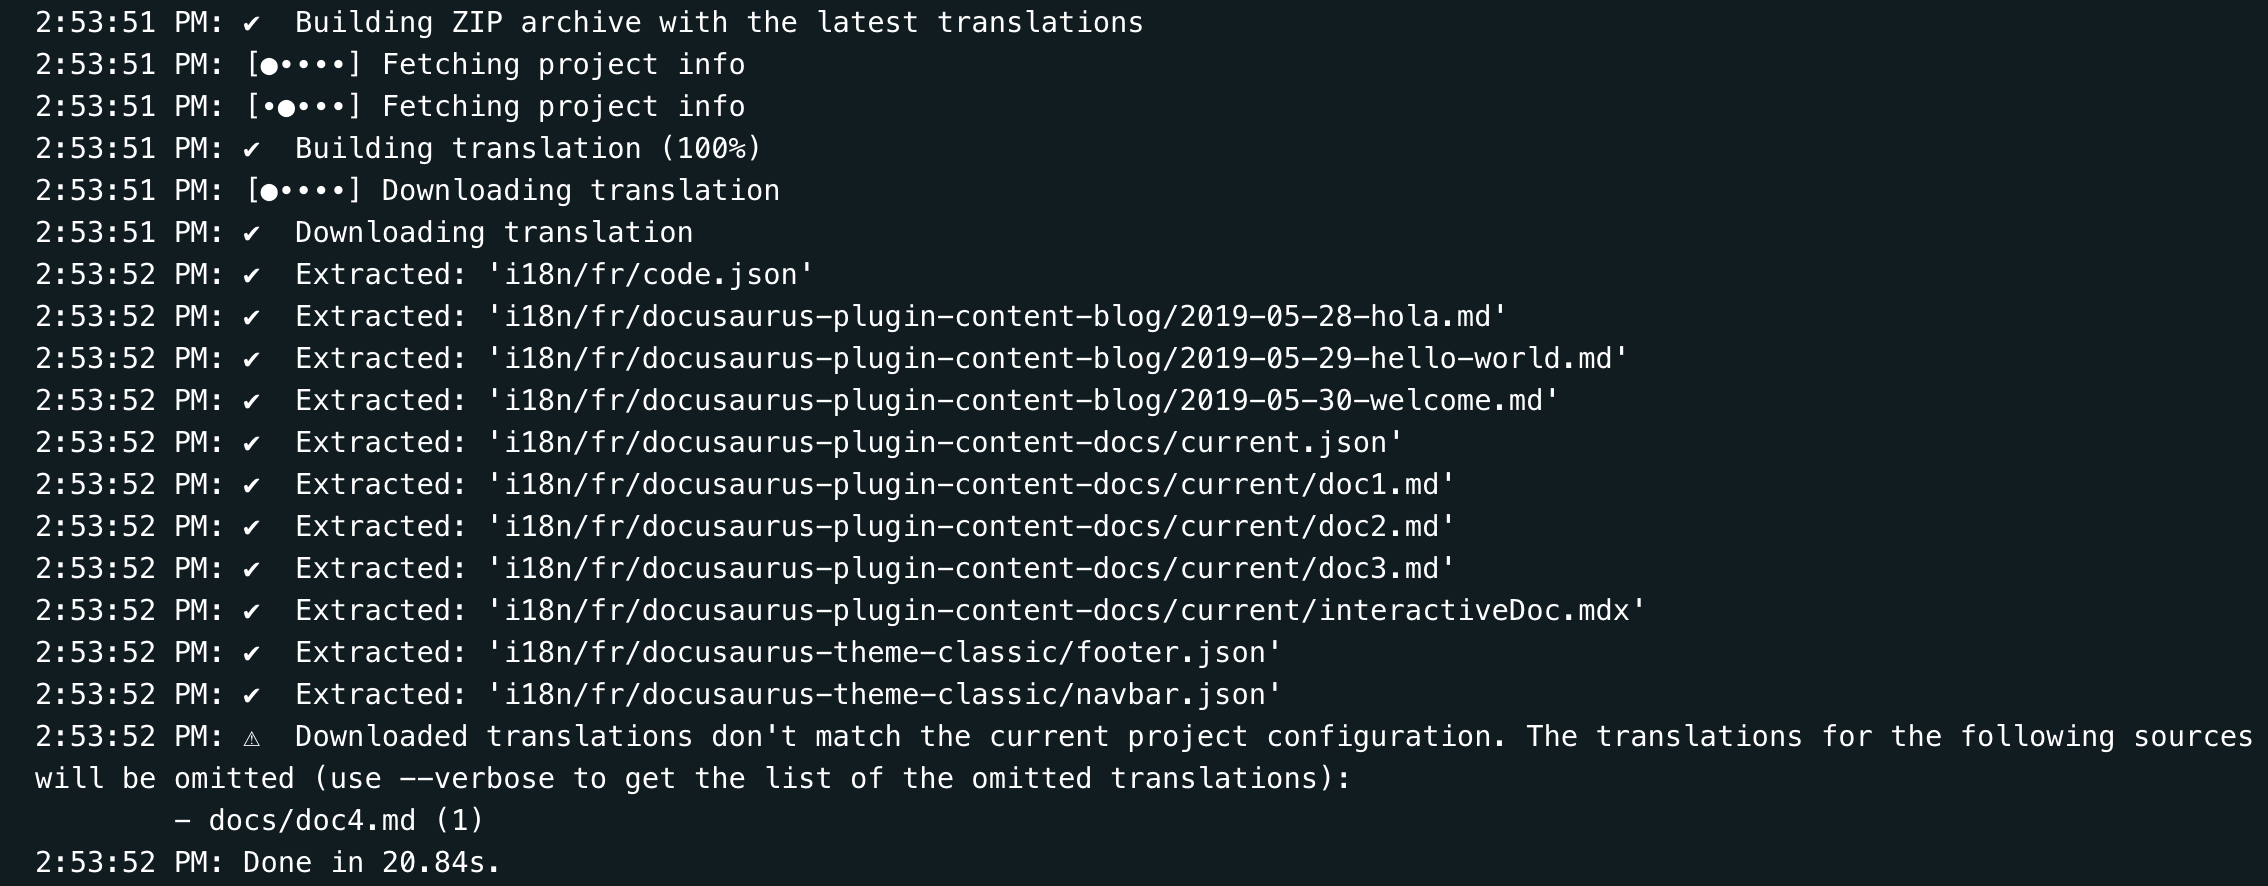 2:53:51 PM: ✔  Building ZIP archive with the latest translations
2:53:51 PM: [●••••] Fetching project info
2:53:51 PM: [•●•••] Fetching project info
2:53:51 PM: ✔  Building translation (100%)
2:53:51 PM: [●••••] Downloading translation
2:53:51 PM: ✔  Downloading translation
2:53:52 PM: ✔  Extracted: 'i18n/fr/code.json'
2:53:52 PM: ✔  Extracted: 'i18n/fr/docusaurus-plugin-content-blog/2019-05-28-hola.md'
2:53:52 PM: ✔  Extracted: 'i18n/fr/docusaurus-plugin-content-blog/2019-05-29-hello-world.md'
2:53:52 PM: ✔  Extracted: 'i18n/fr/docusaurus-plugin-content-blog/2019-05-30-welcome.md'
2:53:52 PM: ✔  Extracted: 'i18n/fr/docusaurus-plugin-content-docs/current.json'
2:53:52 PM: ✔  Extracted: 'i18n/fr/docusaurus-plugin-content-docs/current/doc1.md'
2:53:52 PM: ✔  Extracted: 'i18n/fr/docusaurus-plugin-content-docs/current/doc2.md'
2:53:52 PM: ✔  Extracted: 'i18n/fr/docusaurus-plugin-content-docs/current/doc3.md'
2:53:52 PM: ✔  Extracted: 'i18n/fr/docusaurus-plugin-content-docs/current/interactiveDoc.mdx'
2:53:52 PM: ✔  Extracted: 'i18n/fr/docusaurus-theme-classic/footer.json'
2:53:52 PM: ✔  Extracted: 'i18n/fr/docusaurus-theme-classic/navbar.json'
2:53:52 PM: ⚠  Downloaded translations don't match the current project configuration. The translations for the following sources
will be omitted (use --verbose to get the list of the omitted translations):
- docs/doc4.md (1)
2:53:52 PM: Done in 20.84s.